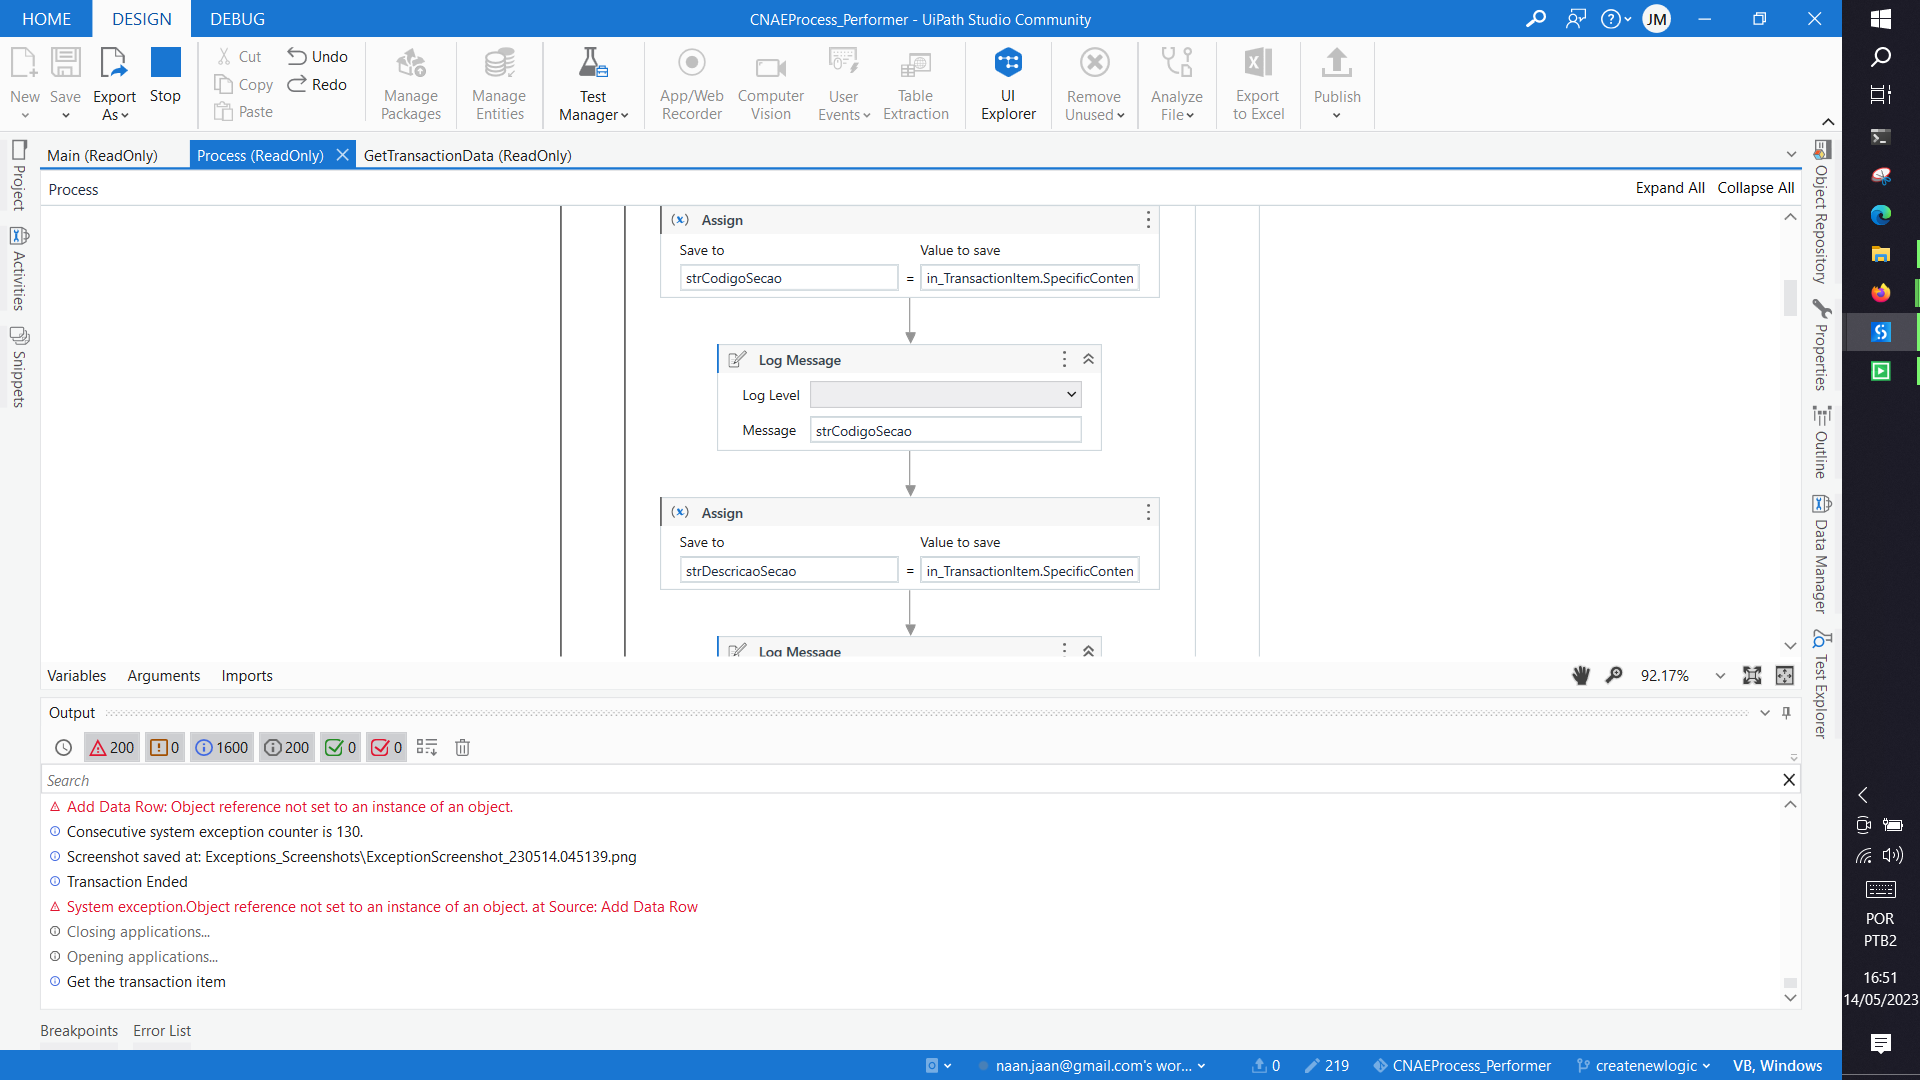 HOME DESIGN DEBUG CNAEProcess_Performer - UiPath Studio Community JM
New Save Export As Stop Cut Copy Paste Undo Redo Manage Packages Manage Entities Test Manager App/Web Recorder Computer Vision User Events Table Extraction UI Explorer Remove Unused Analyze File Export to Excel Publish
Main (ReadOnly) Process (ReadOnly) GetTransactionData (ReadOnly)
Process Expand All Collapse All
Project
Activities
Snippets
Assign
Save to Value to save
strCodigoSecao = in_TransactionItem.SpecificConten
Log Message
Log Level
Message strCodigoSecao
Assign
Save to Value to save
strDescricaoSecao = in_TransactionItem.SpecificConten
Log Message
Object Repository
Properties
Outline
Data Manager
Test Explorer
Variables Arguments Imports 92.17%
Output
200 0 1600 200 0 0
Search
Add Data Row: Object reference not set to an instance of an object.
Consecutive system exception counter is 130.
Screenshot saved at: Exceptions_Screenshots\ExceptionScreenshot_230514.045139.png
Transaction Ended
System exception.Object reference not set to an instance of an object. at Source: Add Data Row
Closing applications...
Opening applications...
Get the transaction item
Breakpoints Error List
naan.jaan@gmail.com's wor... 0 219 CNAEProcess_Performer createnewlogic VB, Windows
POR
PTB2
16:51
14/05/2023